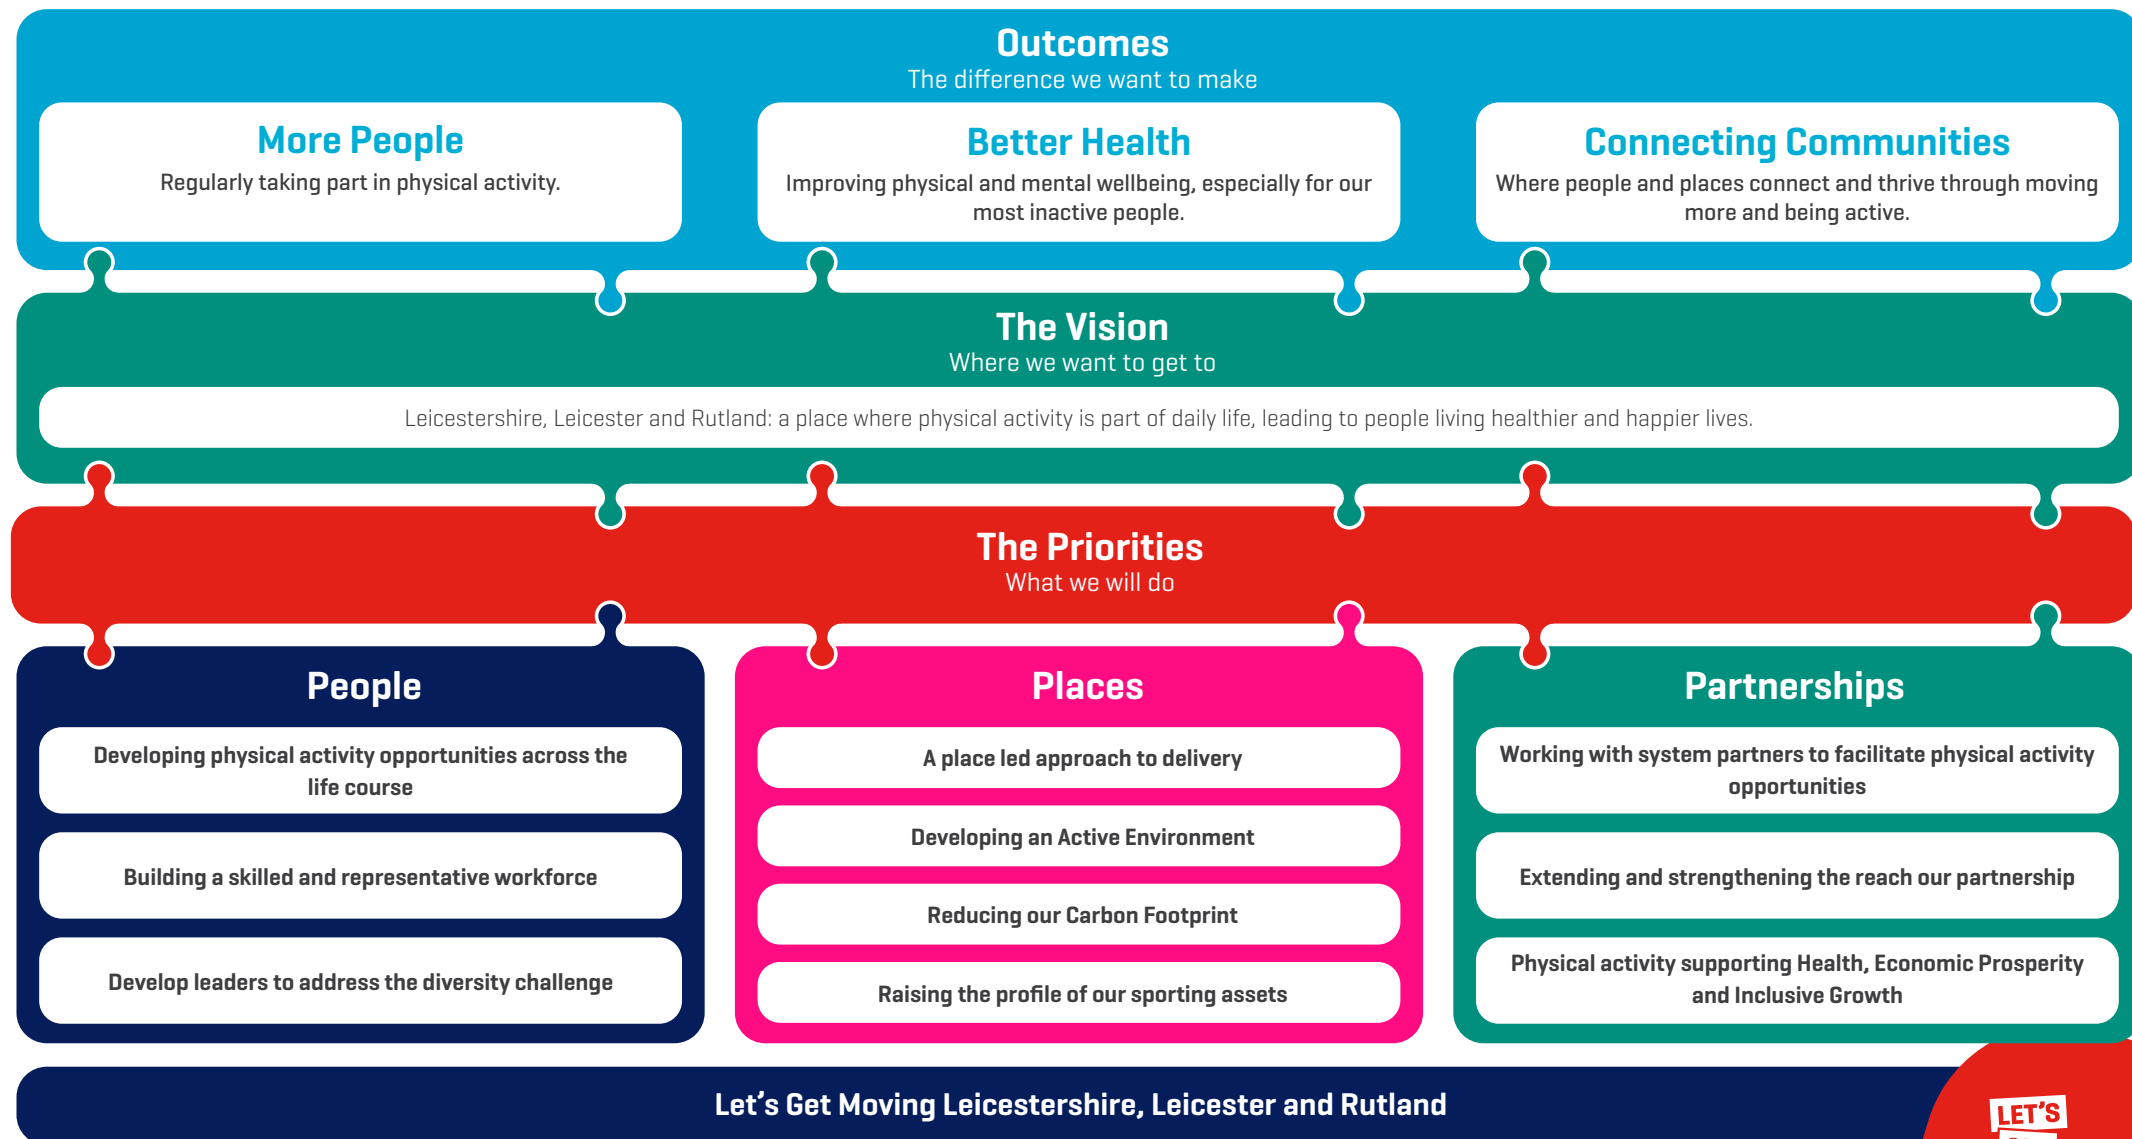 Outcomes
The difference we want to make
More People
Regularly taking part in physical activity.
Better Health
Improving physical and mental wellbeing, especially for our
most inactive people.
Connecting Communities
Where people and places connect and thrive through moving
more and being active.
The Vision
Where we want to get to
Leicestershire, Leicester and Rutland: a place where physical activity is part of daily life, leading to people living healthier and happier lives.
The Priorities
What we will do
People
Developing physical activity opportunities across the
life course
Building a skilled and representative workforce
Develop leaders to address the diversity challenge
Places
A place led approach to delivery
Developing an Active Environment
Reducing our Carbon Footprint
Raising the profile of our sporting assets
Partnerships
Working with system partners to facilitate physical activity
opportunities
Extending and strengthening the reach our partnership
Physical activity supporting Health, Economic Prosperity
and Inclusive Growth
Let’s Get Moving Leicestershire, Leicester and Rutland
LET’S